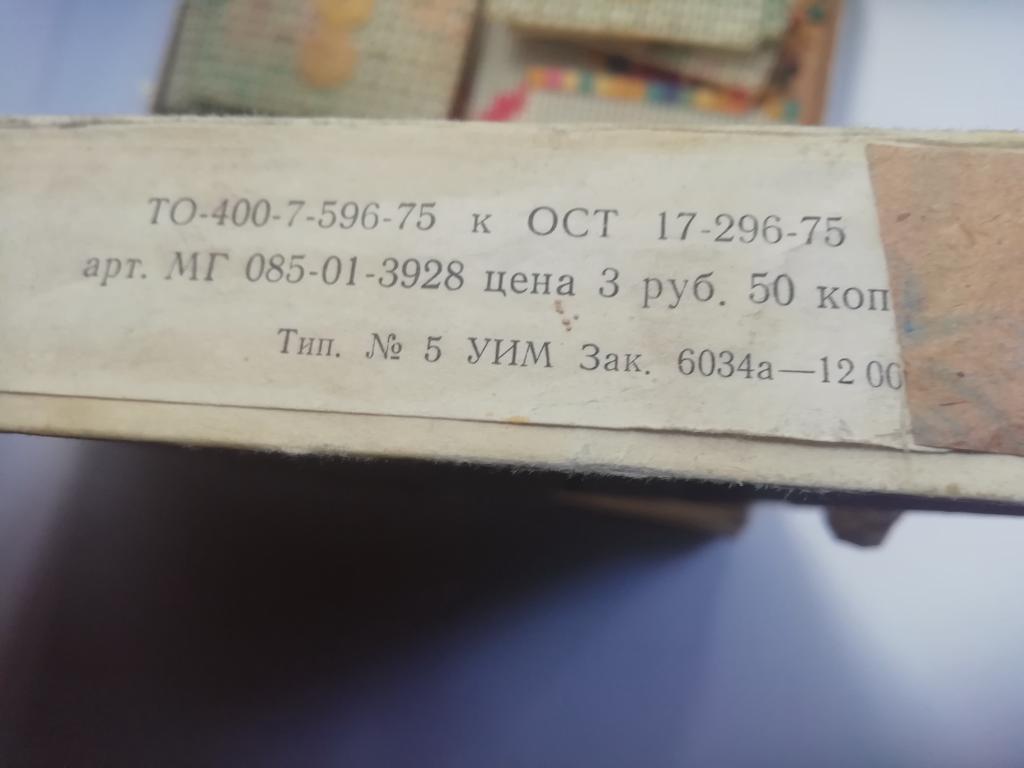 ТО-400-7-596-75 к ОСТ 17-296-75
арт. МГ 085-01-3928 цена 3 руб. 50 коп
Тип. № 5 УИМ Зак. 6034а—12 00